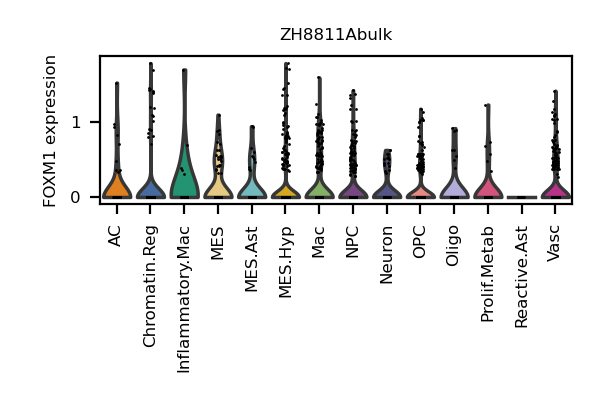 ZH8811Abulk
FOXM1 expression
1
0
AC
Chromatin.Reg
Inflammatory.Mac
MES
MES.Ast
MES.Hyp
Mac
NPC
Neuron
OPC
Oligo
Prolif.Metab
Reactive.Ast
Vasc